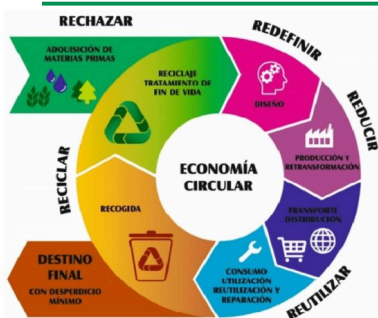 RECHAZAR
ADQUISICIÓN DE
MATERIAS PRIMAS
RECICLAJE
TRATAMIENTO DE
FIN DE VIDA
REDEFINIR
DISEÑO
REDUCIR
PRODUCCIÓN Y
RETRANSFORMACIÓN
ECONOMÍA
CIRCULAR
TRANSPORTE
DISTRIBUCIÓN
REUTILIZAR
CONSUMO
UTILIZACIÓN
REUTILIZACIÓN Y
REPARACIÓN
RECICLAR
RECOGIDA
DESTINO
FINAL
CON DESPERDICIO
MÍNIMO